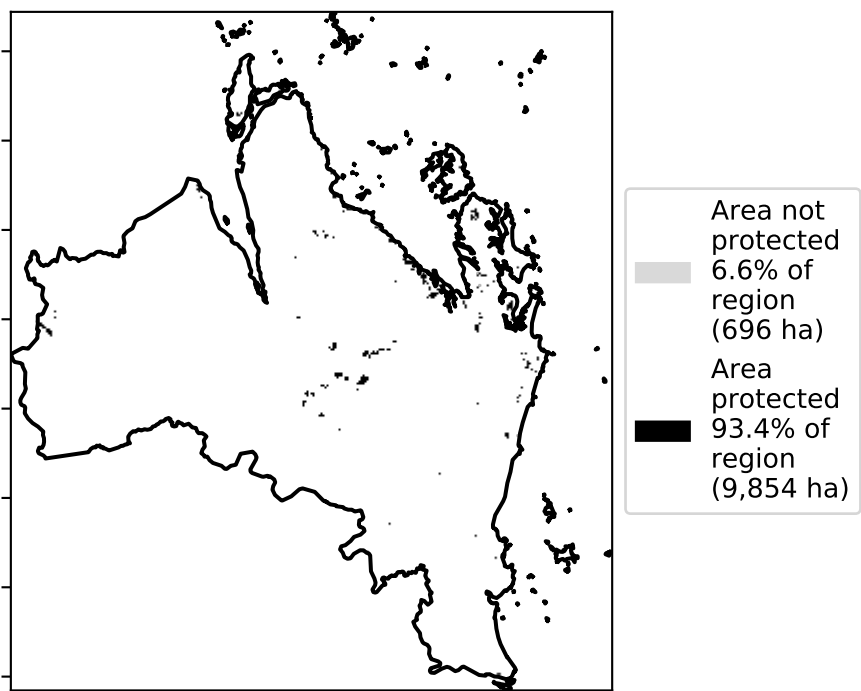 Area not
protected
6.6% of
region
(696 ha)
Area
protected
93.4% of
region
(9,854 ha)